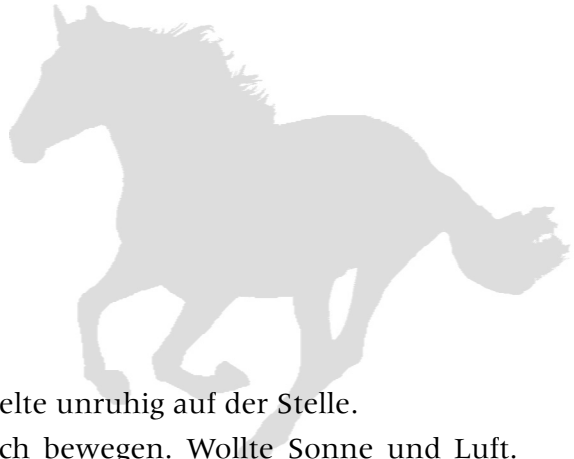 elte unruhig auf der Stelle.
ch bewegen. Wollte Sonne und Luft.